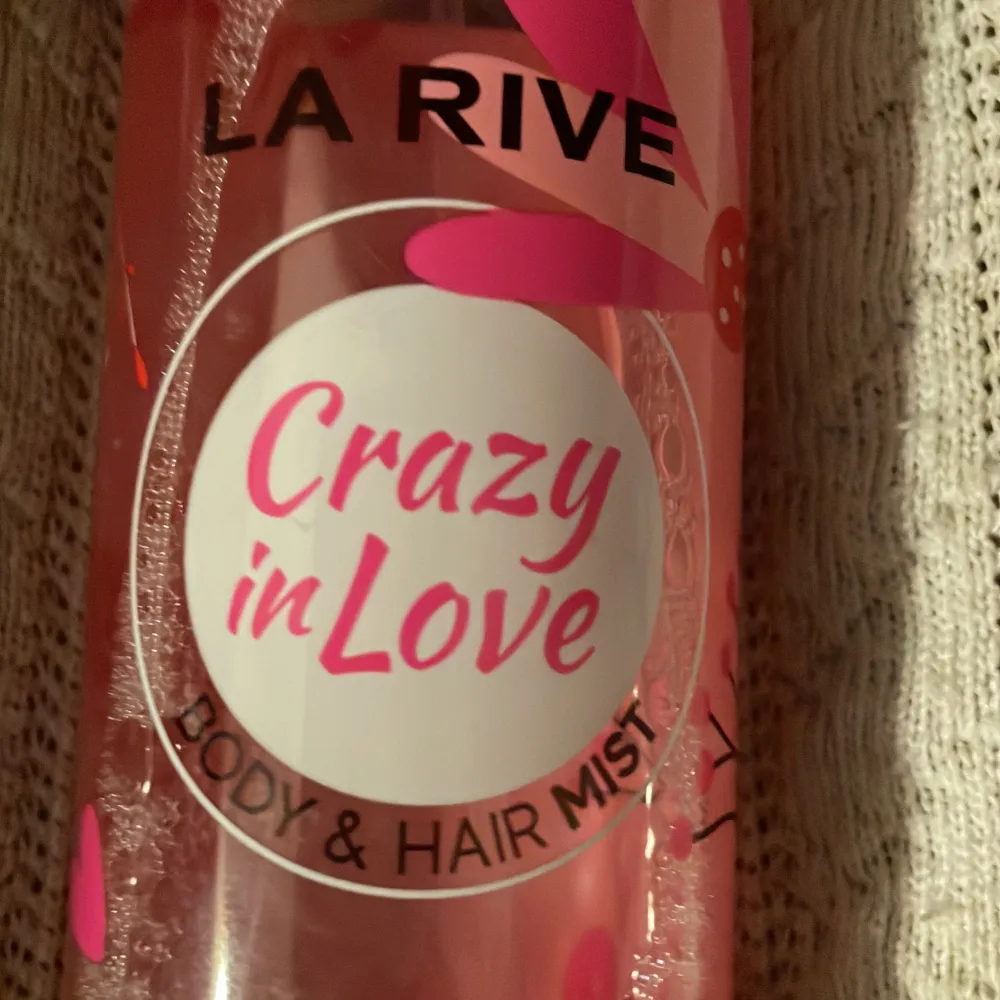 LA RIVE
Crazy
in Love
BODY & HAIR MIST